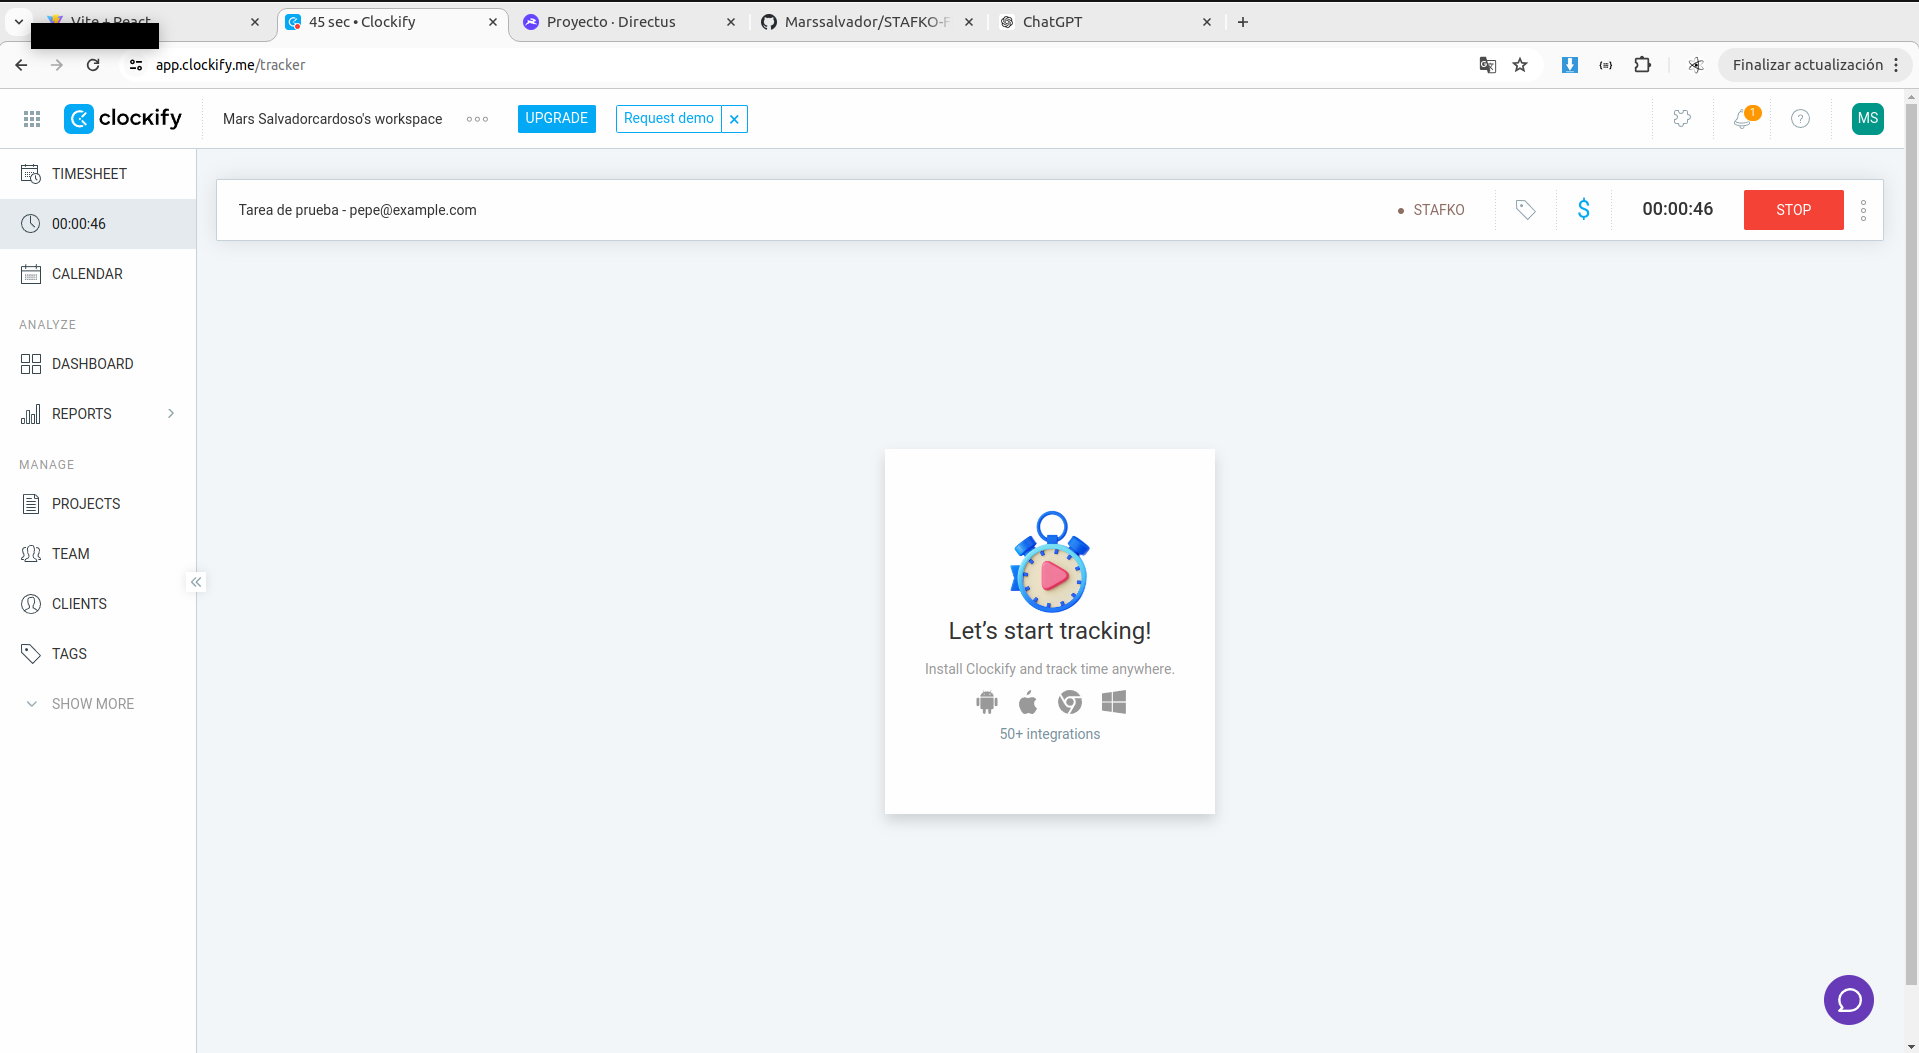 Vite + React
45 sec • Clockify
Proyecto · Directus
Marssalvador/STAFKO-F
ChatGPT
app.clockify.me/tracker
Finalizar actualización
clockify
Mars Salvadorcardoso's workspace
UPGRADE
Request demo
1
MS
TIMESHEET
Tarea de prueba - pepe@example.com
STAFKO
00:00:46
STOP
00:00:46
CALENDAR
ANALYZE
DASHBOARD
REPORTS
MANAGE
PROJECTS
TEAM
CLIENTS
TAGS
SHOW MORE
Let's start tracking!
Install Clockify and track time anywhere.
50+ integrations